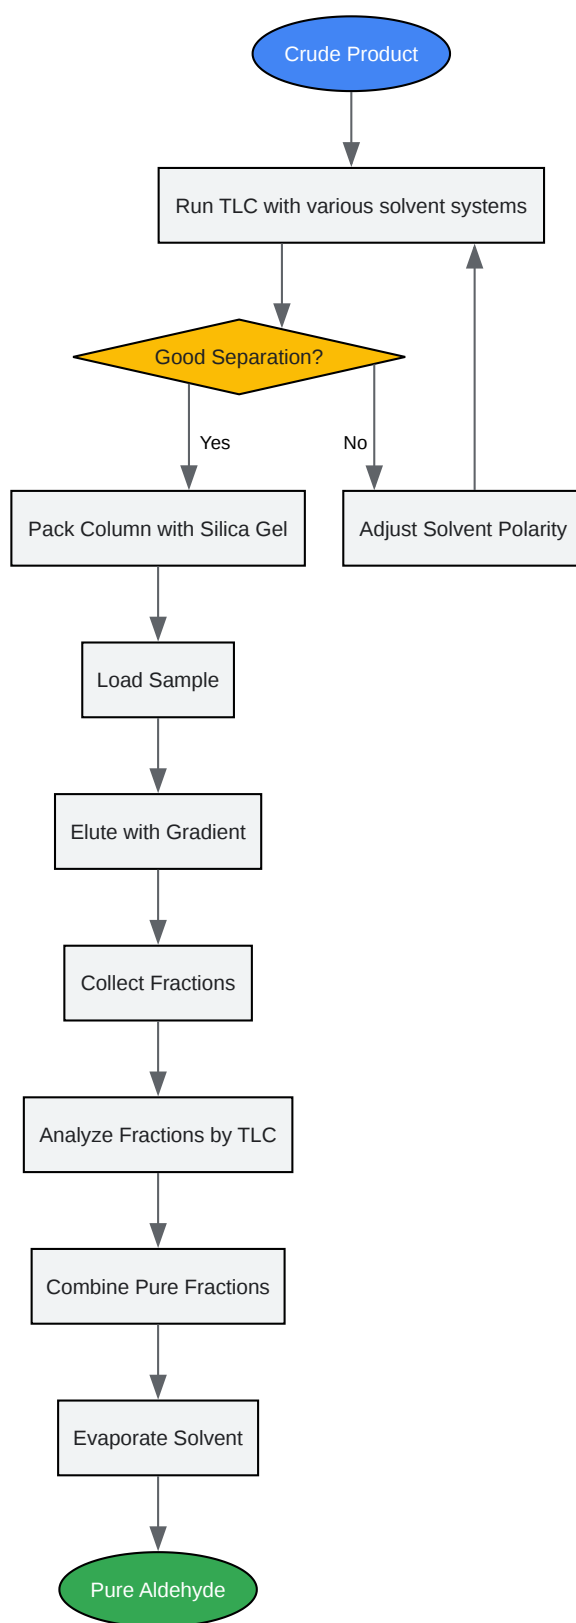 Crude Product
Run TLC with various solvent systems
Good Separation?
Yes
No
Pack Column with Silica Gel
Adjust Solvent Polarity
Load Sample
Elute with Gradient
Collect Fractions
Analyze Fractions by TLC
Combine Pure Fractions
Evaporate Solvent
Pure Aldehyde